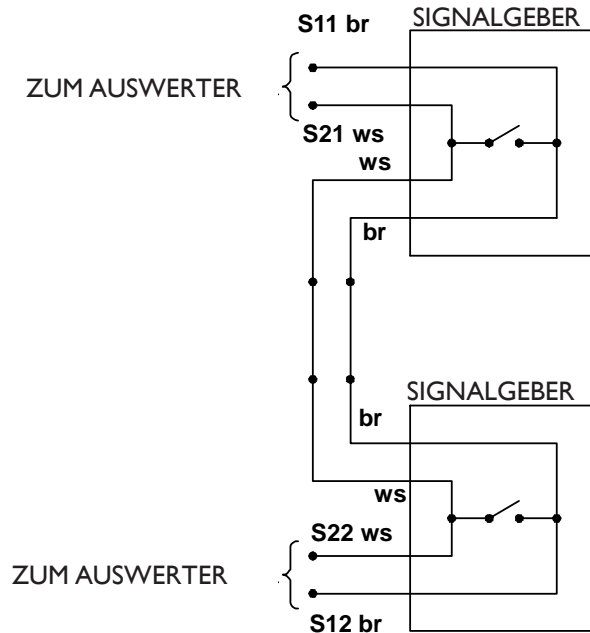 S11 br
SIGNALGEBER
ZUM AUSWERTER
S21 ws
ws
br
SIGNALGEBER
br
ws
S22 ws
ZUM AUSWERTER
S12 br